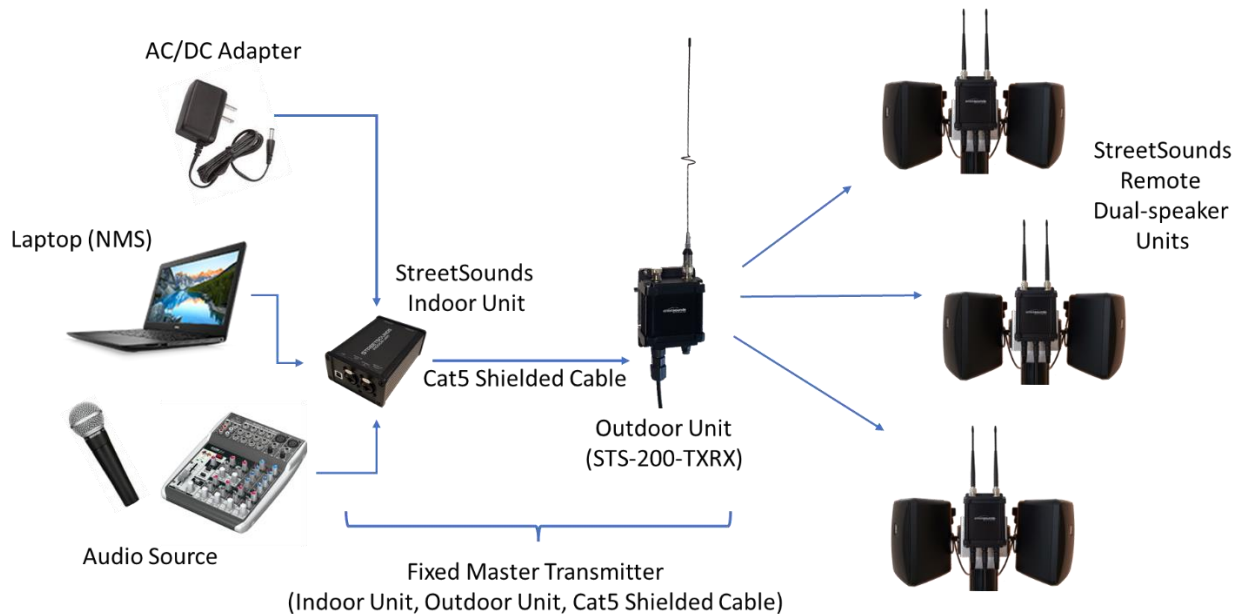 AC/DC Adapter
Laptop (NMS)
StreetSounds
Indoor Unit
Cat5 Shielded Cable
Audio Source
Outdoor Unit
(STS-200-TXRX)
StreetSounds
Remote
Dual-speaker
Units
Fixed Master Transmitter
(Indoor Unit, Outdoor Unit, Cat5 Shielded Cable)
STREETSOUNDS